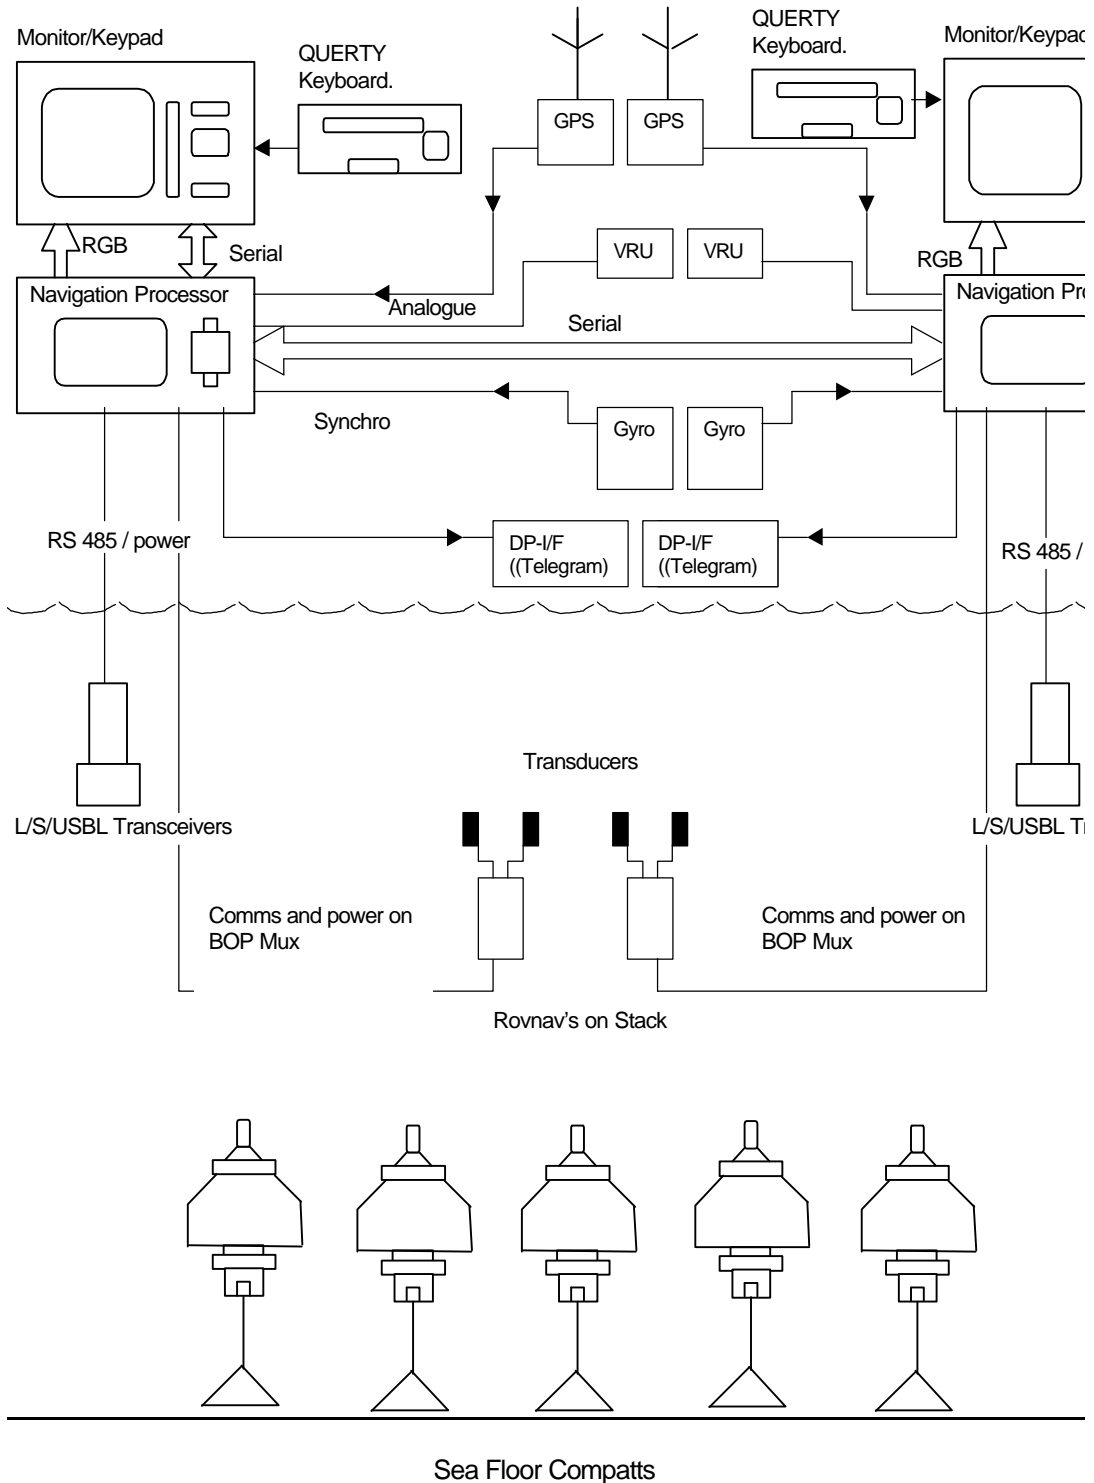 Monitor/Keypad
QUERTY
Keyboard.
QUERTY
Keyboard.
Monitor/Keypad
GPS
GPS
RGB
Serial
VRU
VRU
RGB
Navigation Processor
Analogue
Serial
Navigation Pro
Synchro
Gyro
Gyro
RS 485 / power
DP-I/F
((Telegram)
DP-I/F
((Telegram)
RS 485 /
Transducers
L/S/USBL Transceivers
L/S/USBL Tr
Comms and power on
BOP Mux
Comms and power on
BOP Mux
Rovnav's on Stack
Sea Floor Compatts